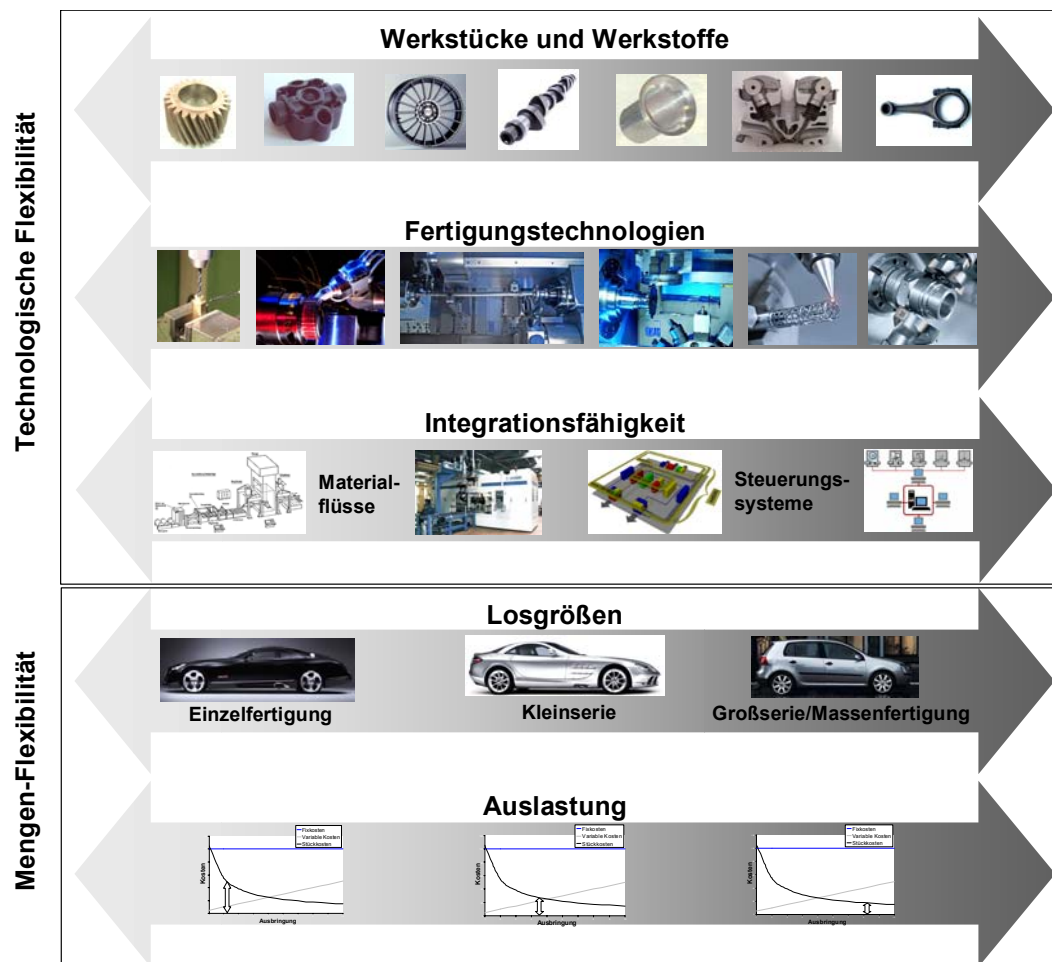 Technologische Flexibilität
Werkstücke und Werkstoffe
Fertigungstechnologien
Integrationsfähigkeit
Material-
flüsse
Steuerungs-
systeme
Mengen-Flexibilität
Losgrößen
Einzelfertigung
Kleinserie
Großserie/Massenfertigung
Auslastung
Fixkosten
Variable Kosten
Stückkosten
Kosten
Ausbringung
Fixkosten
Variable Kosten
Stückkosten
Kosten
Ausbringung
Fixkosten
Variable Kosten
Stückkosten
Kosten
Ausbringung